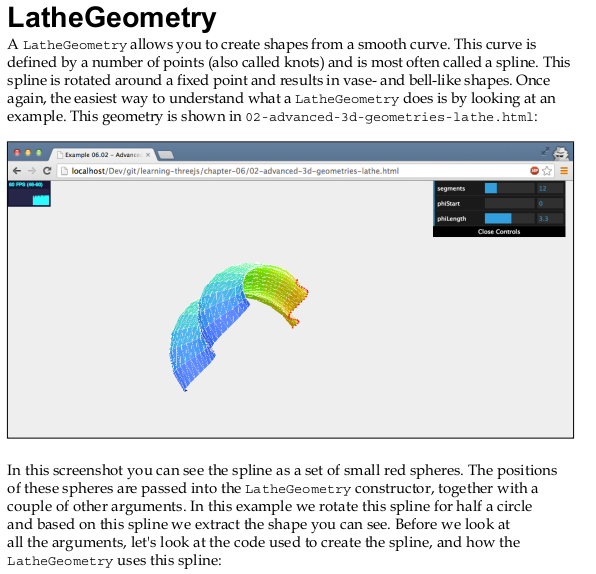 LatheGeometry
A LatheGeometry allows you to create shapes from a smooth curve. This curve is
defined by a number of points (also called knots) and is most often called a spline. This
spline is rotated around a fixed point and results in vase- and bell-like shapes. Once
again, the easiest way to understand what a LatheGeometry does is by looking at an
example. This geometry is shown in 02-advanced-3d-geometries-lathe.html:
Example 06.02 - Advance
localhost/Dev/git/learning-threejs/chapter-06/02-advanced-3d-geometries-lathe.html
60 FPS (46-60)
segments 12
phiStart 0
phiLength 3.3
Close Controls
In this screenshot you can see the spline as a set of small red spheres. The positions
of these spheres are passed into the LatheGeometry constructor, together with a
couple of other arguments. In this example we rotate this spline for half a circle
and based on this spline we extract the shape you can see. Before we look at
all the arguments, let's look at the code used to create the spline, and how the
LatheGeometry uses this spline: